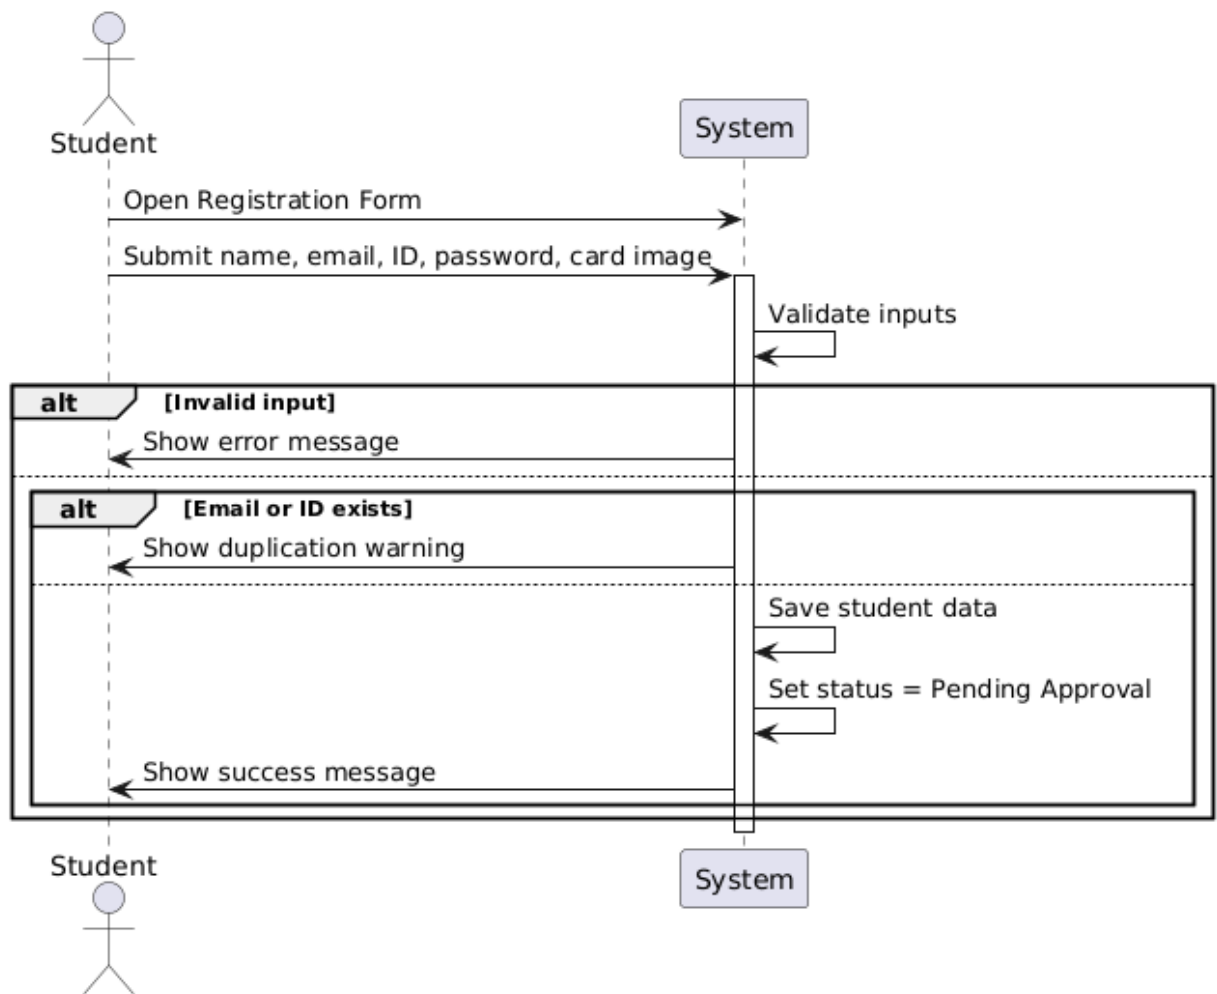 Student
System
Open Registration Form
Submit name, email, ID, password, card image
Validate inputs
alt [Invalid input]
Show error message
alt [Email or ID exists]
Show duplication warning
Save student data
Set status = Pending Approval
Show success message
Student
System